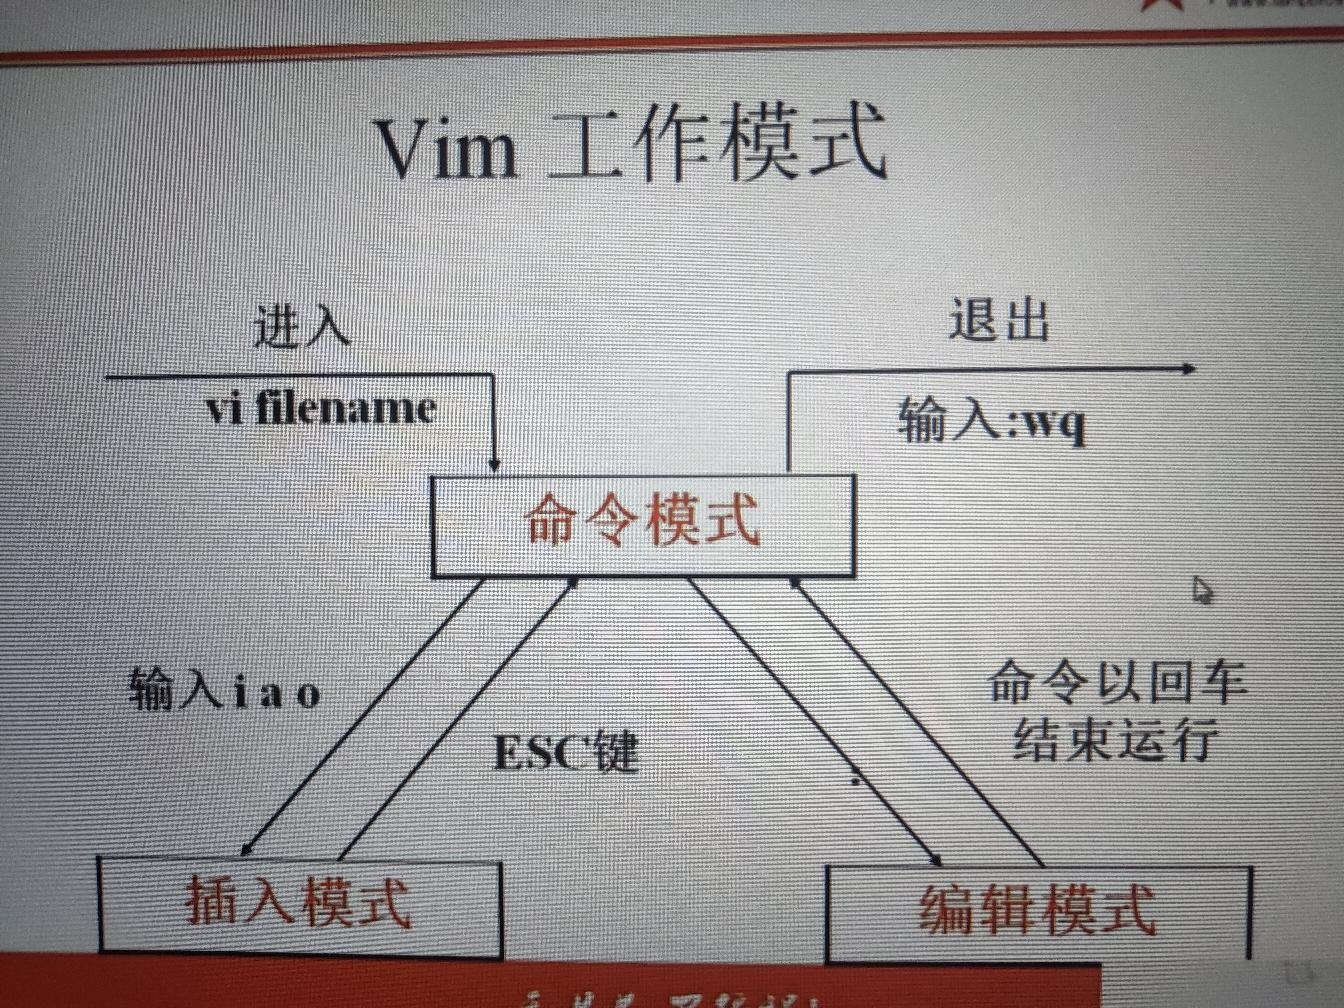 Vim 工作模式
进入
退出
vi filename
输入:wq
命令模式
输入i a o
命令以回车
结束运行
ESC键
:
插入模式
编辑模式